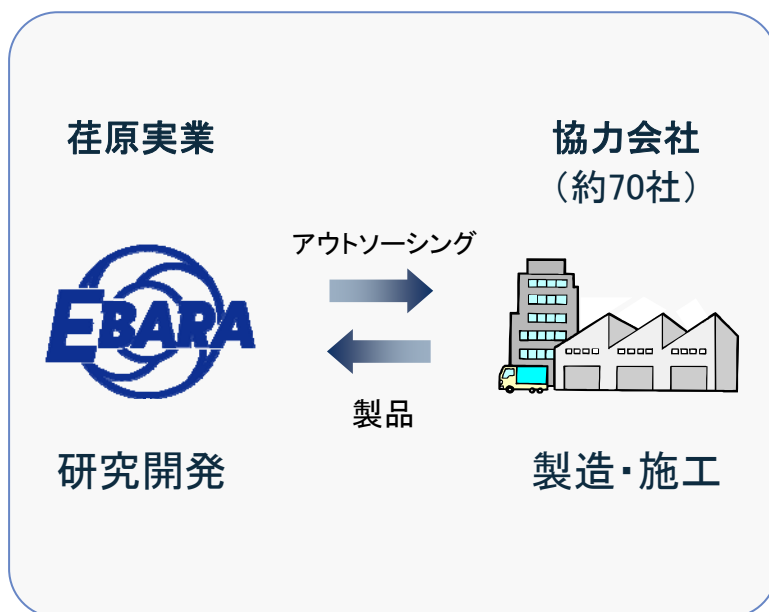 荏原実業
協力会社
（約70社）
アウトソーシング
EBARA
製品
研究開発
製造・施工